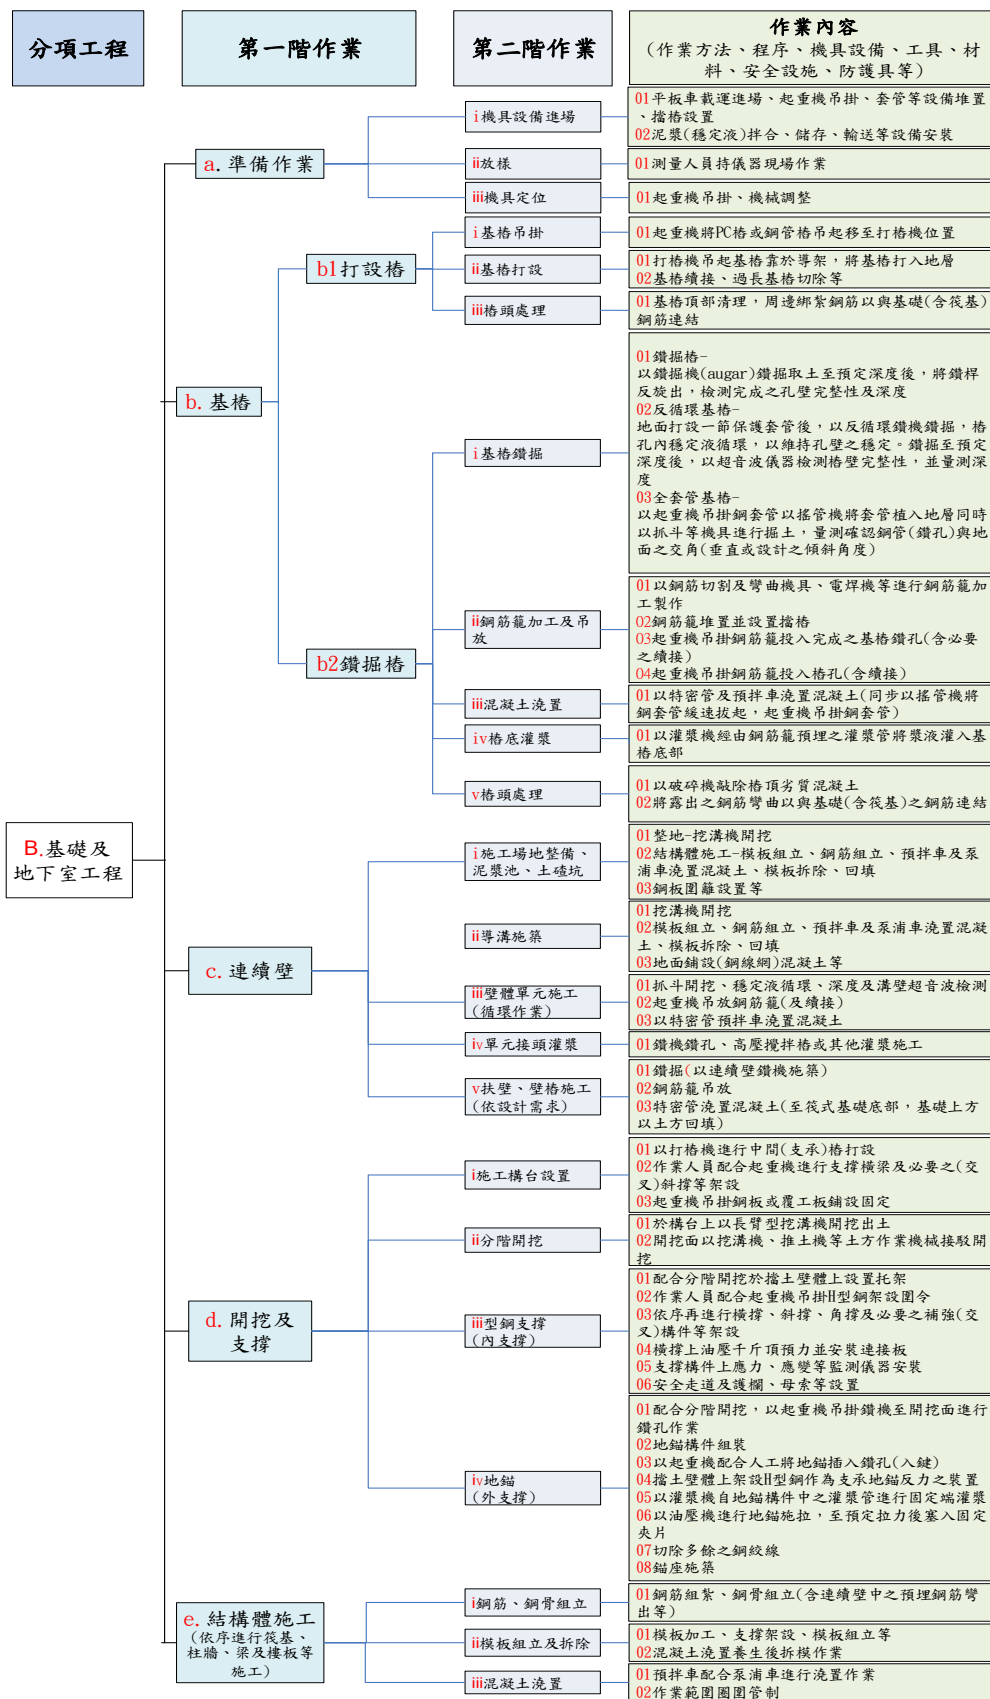 分項工程
第一階作業
第二階作業
作業內容
(作業方法、程序、機具設備、工具、材
料、安全設施、防護具等)
B.基礎及
地下室工程
a. 準備作業
i機具設備進場
01平板車載運進場、起重機吊掛、套管等設備堆置
、擋樁設置
02泥漿(穩定液)拌合、儲存、輸送等設備安裝
ii放樣
01測量人員持儀器現場作業
iii機具定位
01起重機吊掛、機械調整
b. 基樁
b1打設樁
i基樁吊掛
01起重機將PC樁或鋼管樁吊起移至打樁機位置
ii基樁打設
01打樁機吊起基樁靠於導架，將基樁打入地層
02基樁續接、過長基樁切除等
iii樁頭處理
01基樁頂部清理，周邊綁紮鋼筋以與基礎(含筏基)
鋼筋連結
b2鑽掘樁
i基樁鑽掘
01鑽掘樁-
以鑽掘機(augar)鑽掘取土至預定深度後，將鑽桿
反旋出，檢測完成之孔壁完整性及深度
02反循環基樁-
地面打設一節保護套管後，以反循環鑽機鑽掘，樁
孔內穩定液循環，以維持孔壁之穩定。鑽掘至預定
深度後，以超音波儀器檢測樁壁完整性，並量測深
度
03全套管基樁-
以起重機吊掛鋼套管以搖管機將套管植入地層同時
以抓斗等機具進行掘土，量測確認鋼管(鑽孔)與地
面之交角(垂直或設計之傾斜角度)
ii鋼筋籠加工及吊
放
01以鋼筋切割及彎曲機具、電焊機等進行鋼筋籠加
工製作
02鋼筋籠堆置並設置擋樁
03起重機吊掛鋼筋籠投入完成之基樁鑽孔(含必要
之續接)
04起重機吊掛鋼筋籠投入樁孔(含續接)
iii混凝土澆置
01以特密管及預拌車澆置混凝土(同步以搖管機將
鋼套管緩速拔起，起重機吊掛鋼套管)
iv樁底灌漿
01以灌漿機經由鋼筋籠預埋之灌漿管將漿液灌入基
樁底部
v樁頭處理
01以破碎機敲除樁頂劣質混凝土
02將露出之鋼筋彎曲以與基礎(含筏基)之鋼筋連結
c. 連續壁
i施工場地整備、
泥漿池、土碴坑
01整地-挖溝機開挖
02結構體施工-模板組立、鋼筋組立、預拌車及泵
浦車澆置混凝土、模板拆除、回填
03鋼板圍籬設置等
ii導溝施築
01挖溝機開挖
02模板組立、鋼筋組立、預拌車及泵浦車澆置混凝
土、模板拆除、回填
03地面鋪設(鋼線網)混凝土等
iii壁體單元施工
(循環作業)
01抓斗開挖、穩定液循環、深度及溝壁超音波檢測
02起重機吊放鋼筋籠(及續接)
03以特密管預拌車澆置混凝土
iv單元接頭灌漿
01鑽機鑽孔、高壓攪拌樁或其他灌漿施工
v扶壁、壁樁施工
(依設計需求)
01鑽掘(以連續壁鑽機施築)
02鋼筋籠吊放
03特密管澆置混凝土(至筏式基礎底部，基礎上方
以土方回填)
d. 開挖及
支撐
i施工構台設置
01以打樁機進行中間(支承)樁打設
02作業人員配合起重機進行支撐橫梁及必要之(交
叉)斜撐等架設
03起重機吊掛鋼板或覆工板鋪設固定
ii分階開挖
01於構台上以長臂型挖溝機開挖出土
02開挖面以挖溝機、推土機等土方作業機械接駁開
挖
iii型鋼支撐
(內支撐)
01配合分階開挖於擋土壁體上設置托架
02作業人員配合起重機吊掛H型鋼架設圍令
03依序再進行橫撐、斜撐、角撐及必要之補強(交
叉)構件等架設
04橫撐上油壓千斤頂預力並安裝連接板
05支撐構件上應力、應變等監測儀器安裝
06安全走道及護欄、母索等設置
iv地錨
(外支撐)
01配合分階開挖，以起重機吊掛鑽機至開挖面進行
鑽孔作業
02地錨構件組裝
03以起重機配合人工將地錨插入鑽孔(入鍵)
04擋土壁體上架設H型鋼作為支承地錨反力之裝置
05以灌漿機自地錨構件中之灌漿管進行固定端灌漿
06以油壓機進行地錨施拉，至預定拉力後塞入固定
夾片
07切除多餘之鋼絞線
08錨座施築
e. 結構體施工
(依序進行筏基、
柱牆、梁及樓板等
施工)
i鋼筋、鋼骨組立
01鋼筋組紮、鋼骨組立(含連續壁中之預埋鋼筋彎
出等)
ii模板組立及拆除
01模板加工、支撐架設、模板組立等
02混凝土澆置養生後拆模作業
iii混凝土澆置
01預拌車配合泵浦車進行澆置作業
02作業範圍圈圍管制